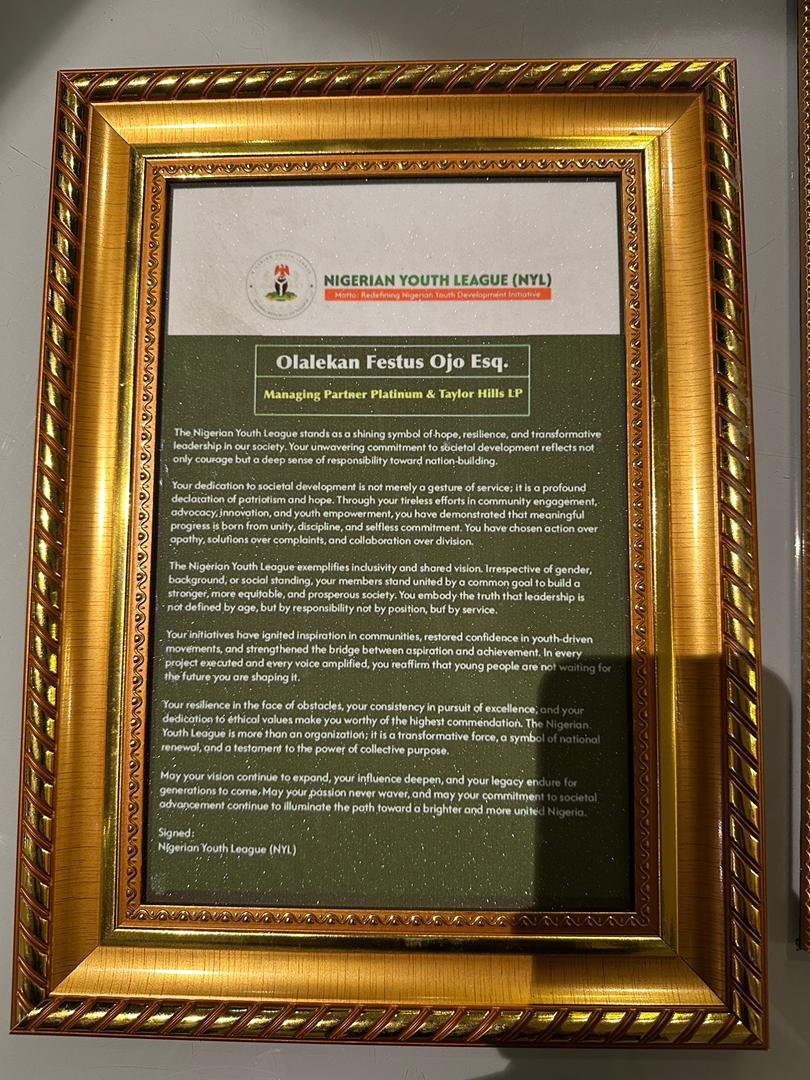 NIGERIAN YOUTH LEAGUE (NYL)
Motto: Redefining Nigerian Youth Development Initiative
Olalekan Festus Ojo Esq.
Managing Partner Platinum & Taylor Hills LP
The Nigerian Youth League stands as a shining symbol of hope, resilience, and transformative
leadership in our society. Your unwavering commitment to societal development reflects not
only courage but a deep sense of responsibility toward nation-building.
Your dedication to societal development is not merely a gesture of service; it is a profound
declaration of patriotism and hope. Through your tireless efforts in community engagement,
advocacy, innovation, and youth empowerment, you have demonstrated that meaningful
progress is born from unity, discipline, and selfless commitment. You have chosen action over
apathy, solutions over complaints, and collaboration over division.
The Nigerian Youth League exemplifies inclusivity and shared vision. Irrespective of gender,
background, or social standing, your members stand united by a common goal to build a
stronger, more equitable, and prosperous society. You embody the truth that leadership is
not defined by age, but by responsibility not by position, but by service.
Your initiatives have ignited inspiration in communities, restored confidence in youth-driven
movements, and strengthened the bridge between aspiration and achievement. In every
project executed and every voice amplified, you reaffirm that young people are not waiting for
the future you are shaping it.
Your resilience in the face of obstacles, your consistency in pursuit of excellence, and your
dedication to ethical values make you worthy of the highest commendation. The Nigerian
Youth League is more than an organization; it is a transformative force, a symbol of national
renewal, and a testament to the power of collective purpose.
May your vision continue to expand, your influence deepen, and your legacy endure for
generations to come. May your passion never waver, and may your commitment to societal
advancement continue to illuminate the path toward a brighter and more united Nigeria.
Signed:
Nigerian Youth League (NYL)